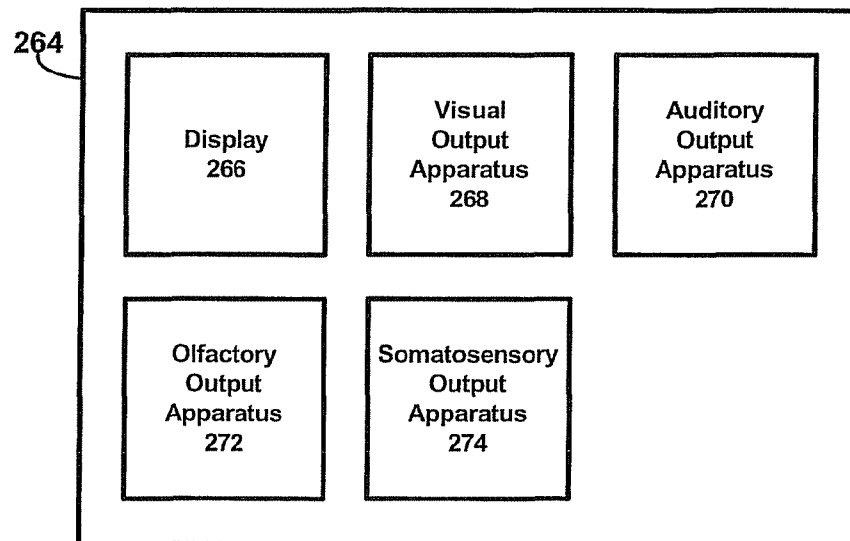 264
Display
266
Visual
Output
Apparatus
268
Auditory
Output
Apparatus
270
Olfactory
Output
Apparatus
272
Somatosensory
Output
Apparatus
274